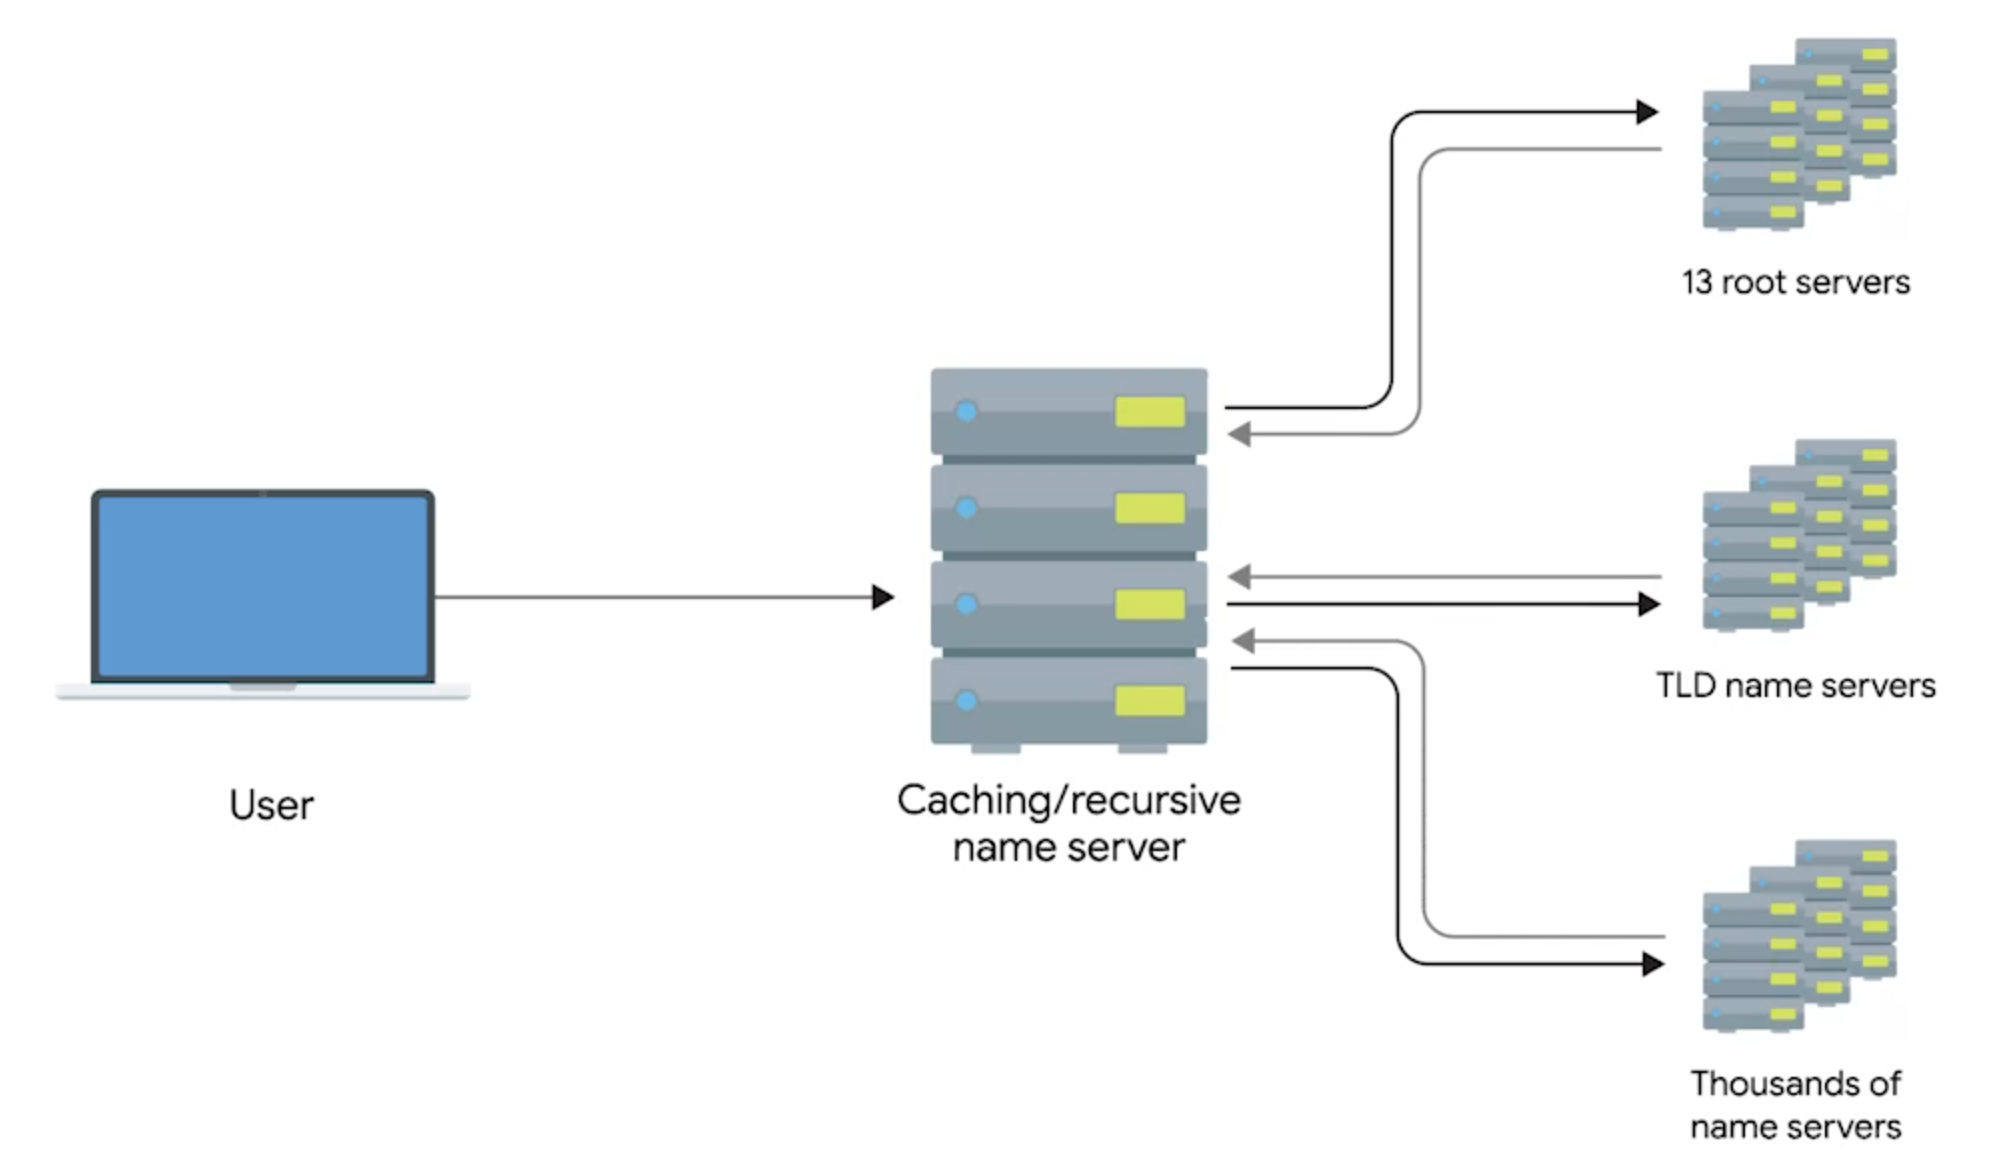 13 root servers
TLD name servers
User
Caching/recursive
name server
Thousands of
name servers